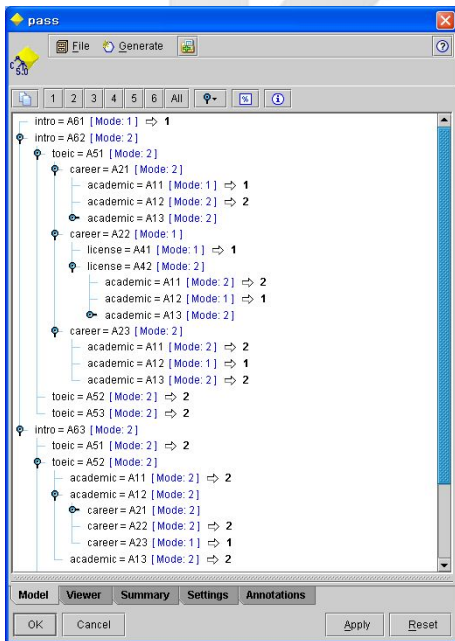 pass
File Generate
C 5.0
1 2 3 4 5 6 All %
intro = A61 [Mode: 1] ⇨ 1
intro = A62 [Mode: 2]
toeic = A51 [Mode: 2]
career = A21 [Mode: 2]
academic = A11 [Mode: 1] ⇨ 1
academic = A12 [Mode: 2] ⇨ 2
academic = A13 [Mode: 2]
career = A22 [Mode: 1]
license = A41 [Mode: 1] ⇨ 1
license = A42 [Mode: 2]
academic = A11 [Mode: 2] ⇨ 2
academic = A12 [Mode: 1] ⇨ 1
academic = A13 [Mode: 2]
career = A23 [Mode: 2]
academic = A11 [Mode: 2] ⇨ 2
academic = A12 [Mode: 1] ⇨ 1
academic = A13 [Mode: 2] ⇨ 2
toeic = A52 [Mode: 2] ⇨ 2
toeic = A53 [Mode: 2] ⇨ 2
intro = A63 [Mode: 2]
toeic = A51 [Mode: 2] ⇨ 2
toeic = A52 [Mode: 2]
academic = A11 [Mode: 2] ⇨ 2
academic = A12 [Mode: 2]
career = A21 [Mode: 2]
career = A22 [Mode: 2] ⇨ 2
career = A23 [Mode: 1] ⇨ 1
academic = A13 [Mode: 2] ⇨ 2
Model Viewer Summary Settings Annotations
OK Cancel Apply Reset